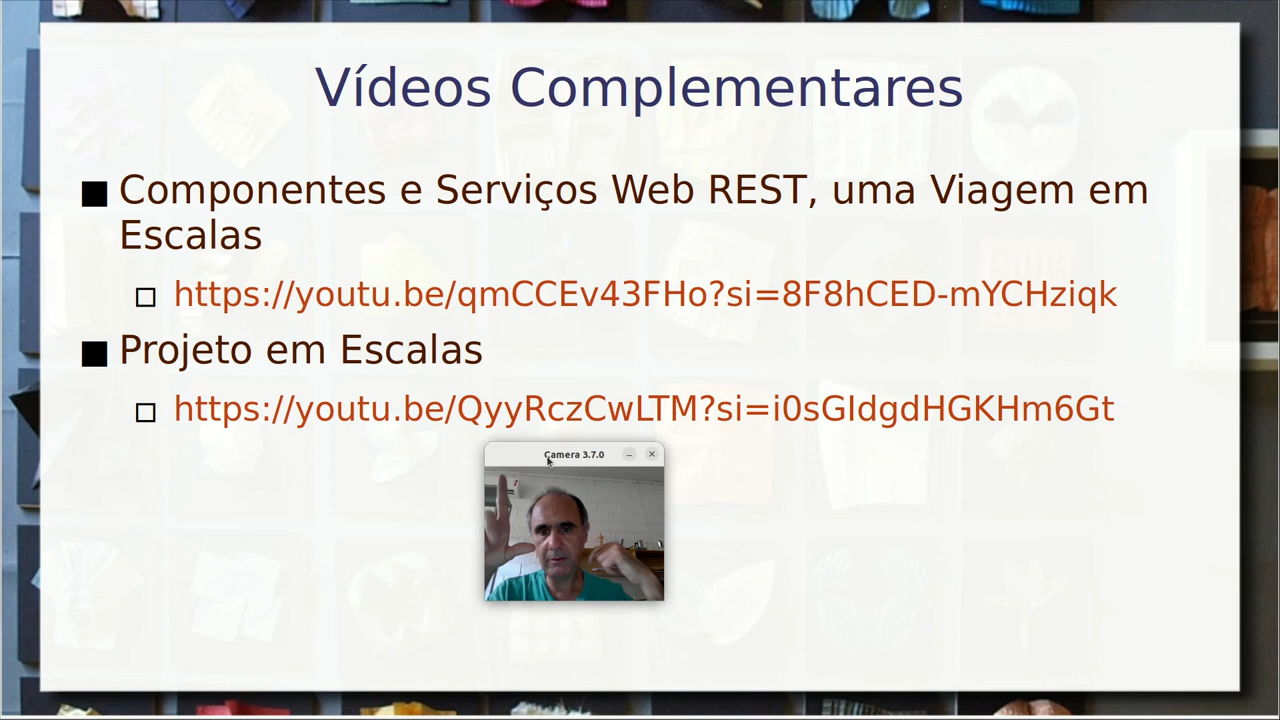 Vídeos Complementares
Componentes e Serviços Web REST, uma Viagem em
Escalas
https://youtu.be/qmCCEv43FHo?si=8F8hCED-mYCHziqk
Projeto em Escalas
https://youtu.be/QyyRczCwLTM?si=i0sGIdgdHGKHm6Gt
Camera 3.7.0